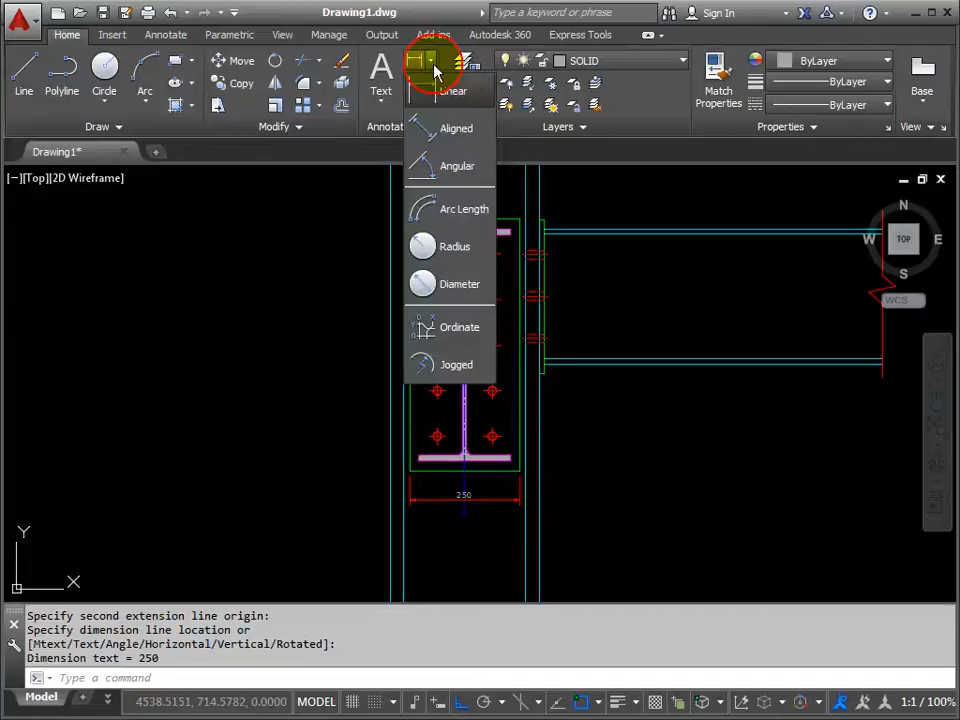 Drawing1.dwg
Type a keyword or phrase
Sign In
Home
Insert
Annotate
Parametric
View
Manage
Output
Add-ins
Autodesk 360
Express Tools
Line
Polyline
Circle
Arc
Move
Copy
Text
Linear
SOLID
Match
Properties
ByLayer
ByLayer
ByLayer
Base
Draw
Modify
Annotat
Layers
Properties
View
Drawing1*
[−][Top][2D Wireframe]
Aligned
Angular
Arc Length
Radius
Diameter
Ordinate
Jogged
N
W
TOP
E
S
WCS
250
Y
X
Specify second extension line origin:
Specify dimension line location or
[Mtext/Text/Angle/Horizontal/Vertical/Rotated]:
Dimension text = 250
Type a command
Model
4538.5151, 714.5782, 0.0000
MODEL
1:1 / 100%